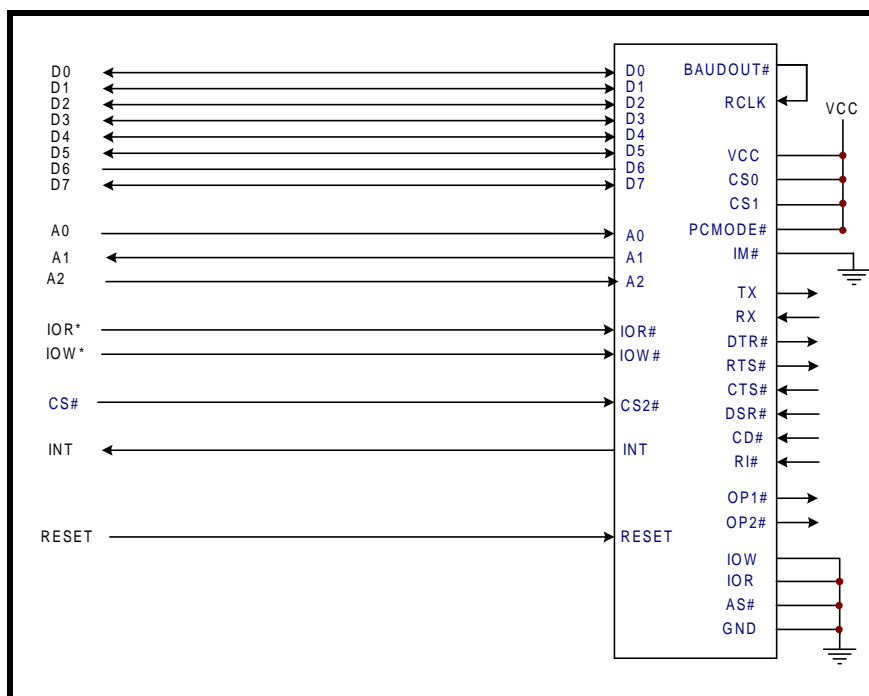 D0 D0 BAUDOUT#
D1 D1
D2 D2 RCLK
D3 D3 VCC
D4 D4
D5 D5 VCC
D6 D6
D7 D7 CS0
CS1
A0 A0 PCMODE#
A1 A1 IM#
A2 A2
TX
RX
IOR* IOR# DTR#
IOW* IOW# RTS#
CTS#
CS# CS2# DSR#
CD#
INT INT RI#
OP1#
OP2#
RESET RESET
IOW
IOR
AS#
GND